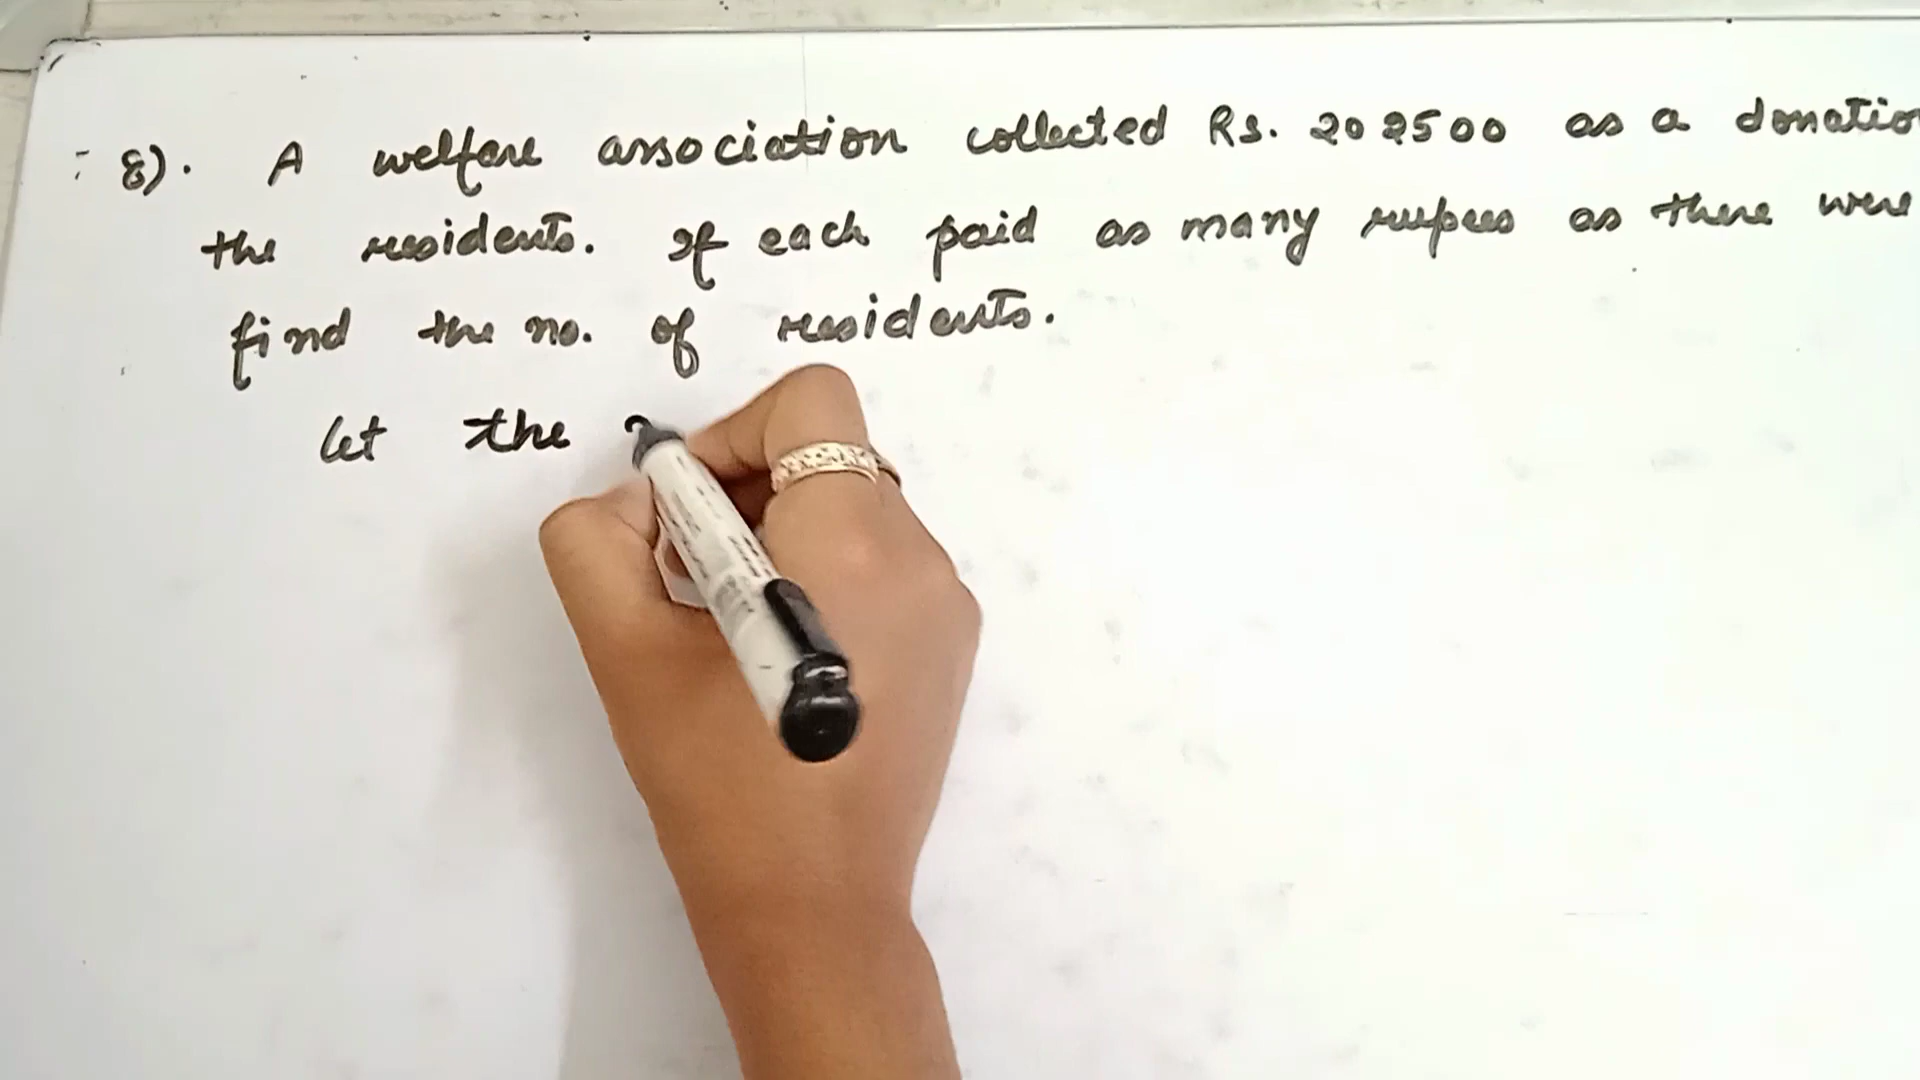 8). A welfare association collected Rs. 202500 as a donatio
the residents. If each paid as many rupees as there were
find the no. of residents.
let the